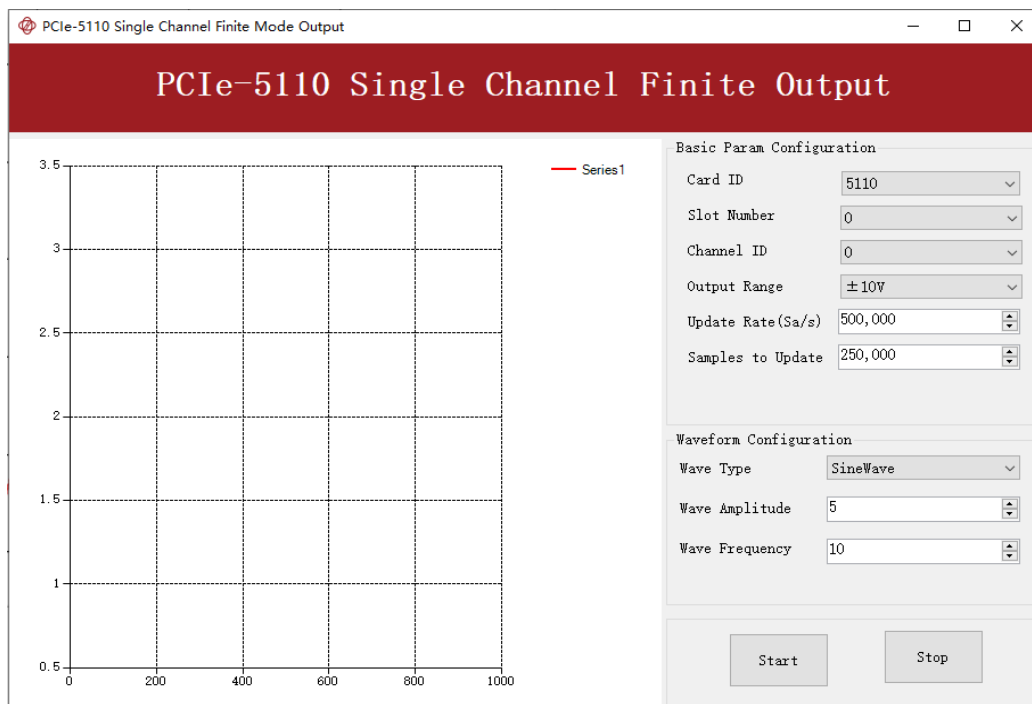 PCIe-5110 Single Channel Finite Mode Output
PCIe-5110 Single Channel Finite Output
3.5
3
2.5
2
1.5
1
0.5
0 200 400 600 800 1000
Series1
Basic Param Configuration
Card ID 5110
Slot Number 0
Channel ID 0
Output Range ±10V
Update Rate(Sa/s) 500,000
Samples to Update 250,000
Waveform Configuration
Wave Type SineWave
Wave Amplitude 5
Wave Frequency 10
Start Stop